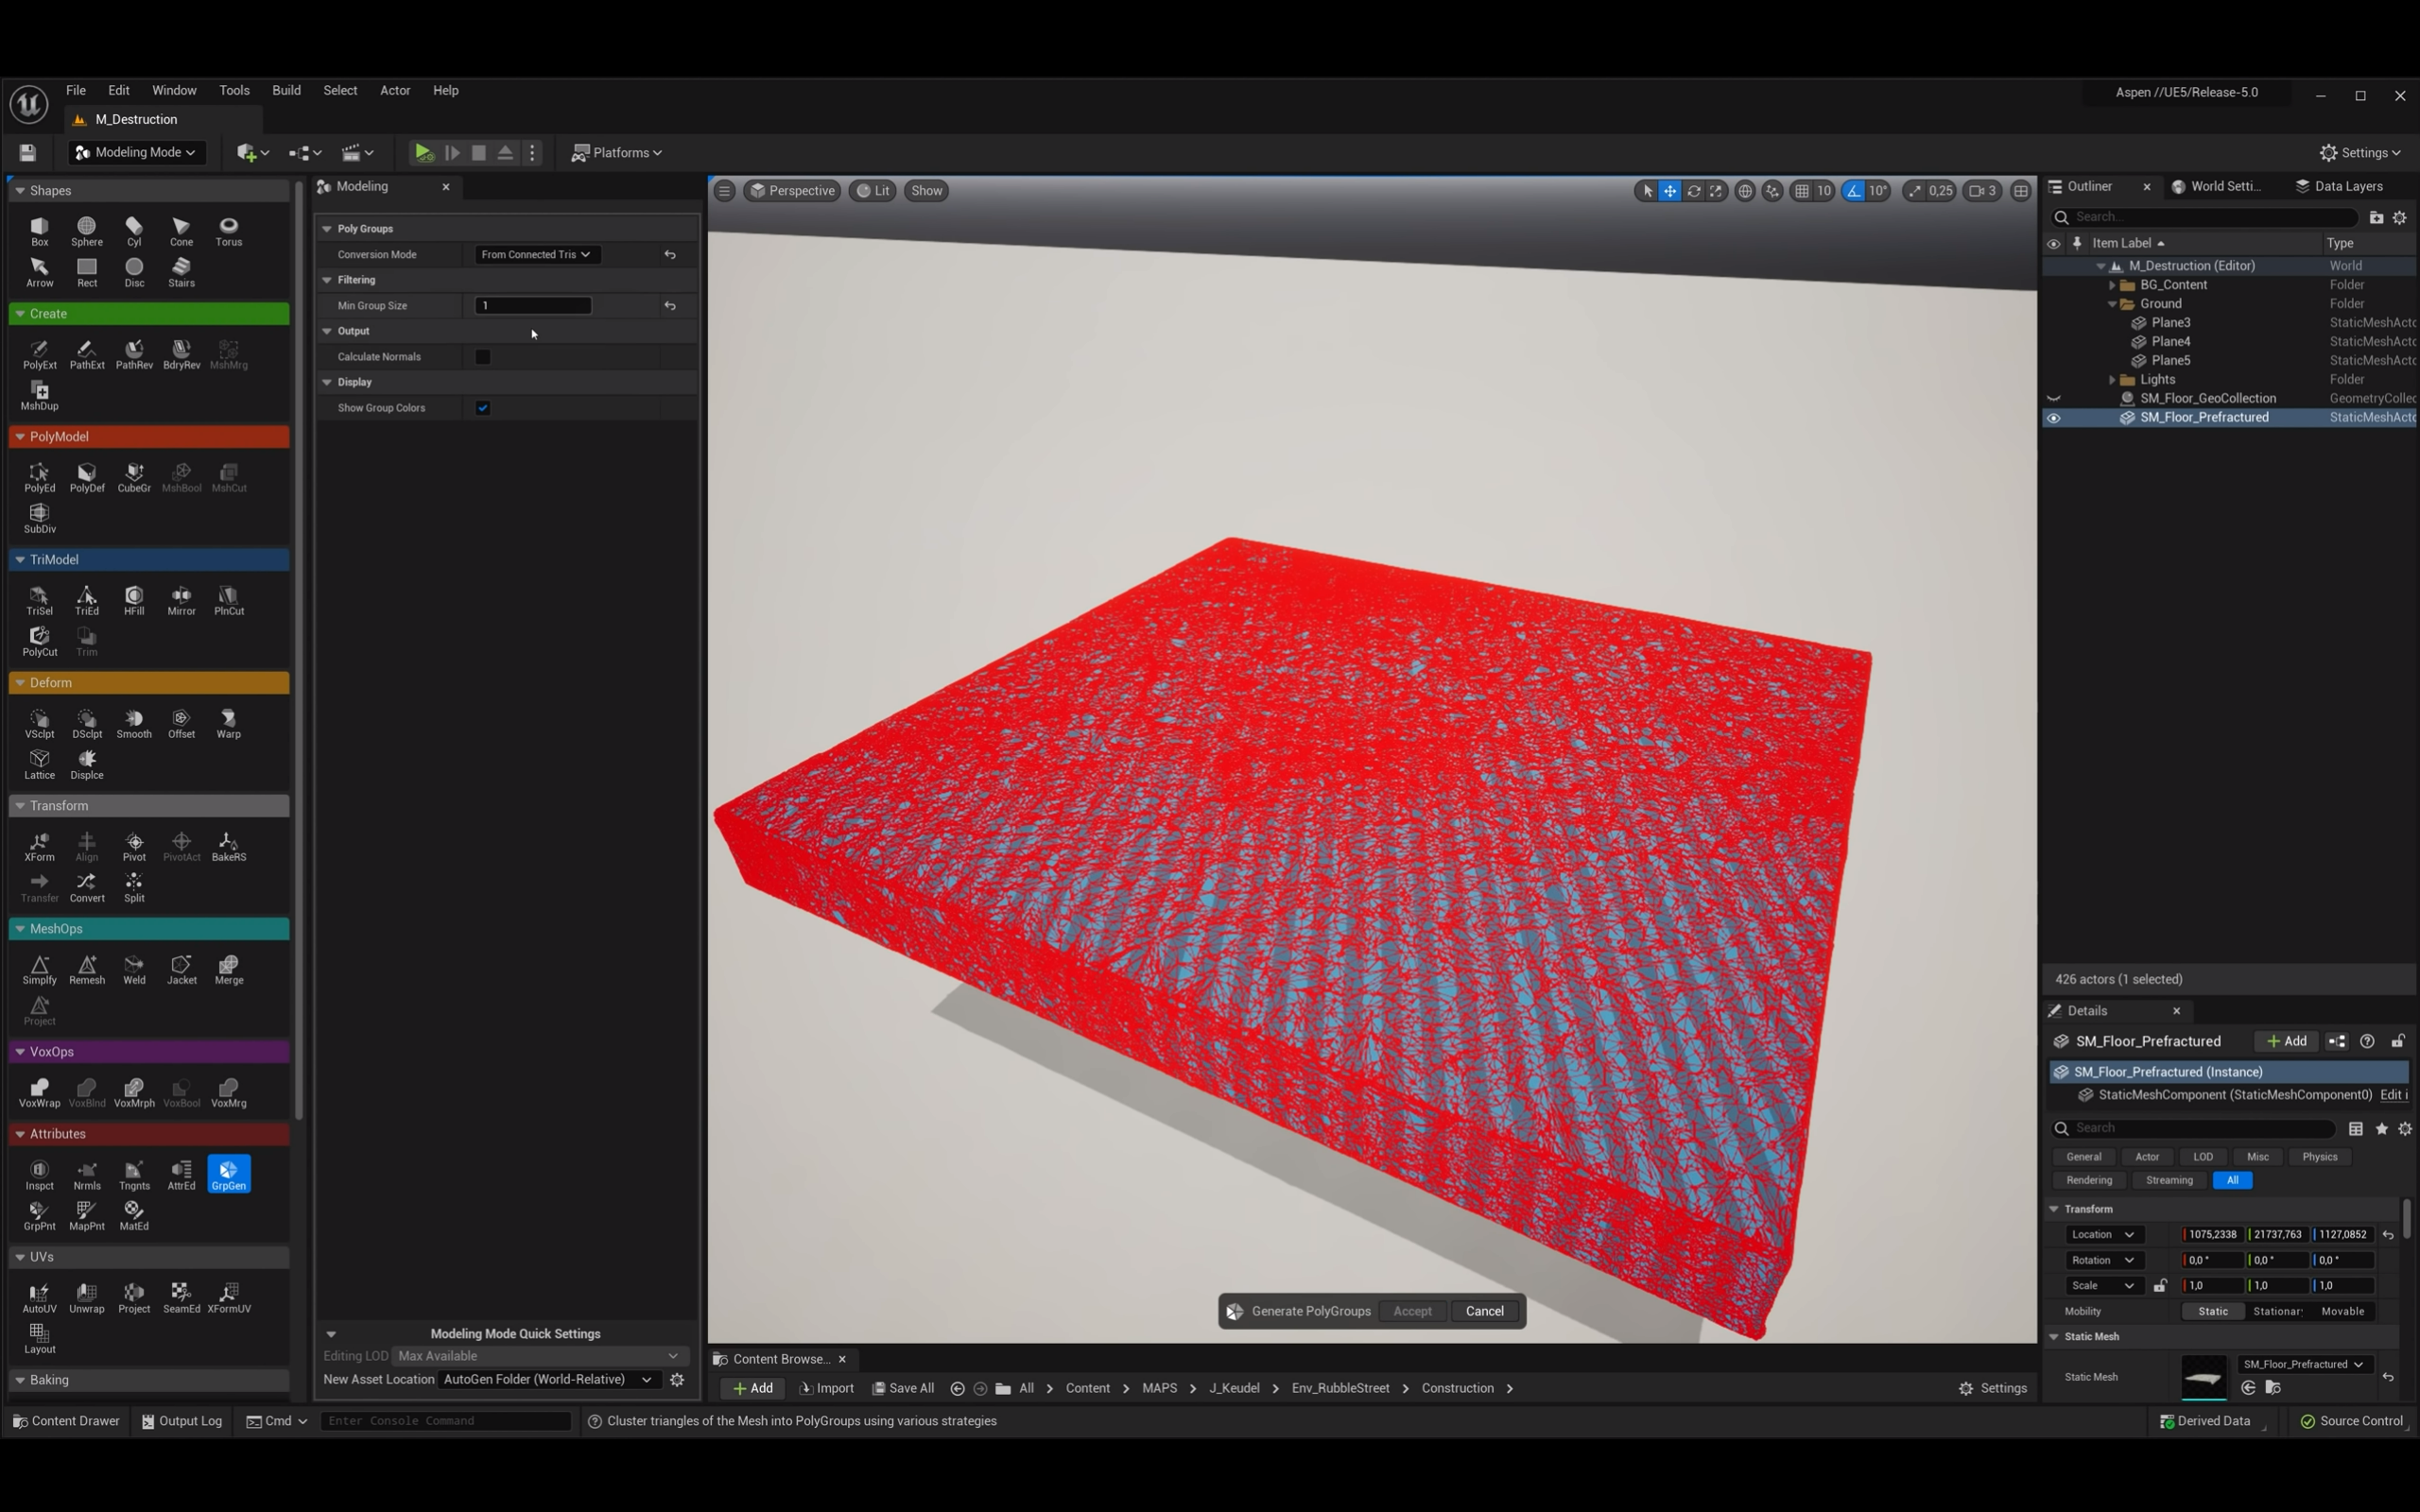 File Edit Window Tools Build Select Actor Help
Aspen //UE5/Release-5.0
M_Destruction
Modeling Mode
Platforms
Settings
Shapes
Box Sphere Cyl Cone Torus
Arrow Rect Disc Stairs
Create
PolyExt PathExt PathRev BdryRev MshMrg
MshDup
PolyModel
PolyEd PolyDef CubeGr MshBool MshCut
SubDiv
TriModel
TriSel TriEd HFill Mirror PlnCut
PolyCut Trim
Deform
VSclpt DSclpt Smooth Offset Warp
Lattice Displce
Transform
XForm Align Pivot PivotAct BakeRS
Transfer Convert Split
MeshOps
Simplfy Remesh Weld Jacket Merge
Project
VoxOps
VoxWrap VoxBlnd VoxMrph VoxBool VoxMrg
Attributes
Inspct Nrmls Tngnts AttrEd GrpGen
GrpPnt MapPnt MatEd
UVs
AutoUV Unwrap Project SeamEd XFormUV
Layout
Baking
Modeling
Poly Groups
Conversion Mode From Connected Tris
Filtering
Min Group Size 1
Output
Calculate Normals
Display
Show Group Colors
Modeling Mode Quick Settings
Editing LOD Max Available
New Asset Location AutoGen Folder (World-Relative)
Perspective Lit Show
10 10° 0,25 3
Generate PolyGroups Accept Cancel
Content Browse...
Add Import Save All All Content MAPS J_Keudel Env_RubbleStreet Construction Settings
Outliner World Setti... Data Layers
Search...
Item Label Type
M_Destruction (Editor) World
BG_Content Folder
Ground Folder
Plane3 StaticMeshActo
Plane4 StaticMeshActo
Plane5 StaticMeshActo
Lights Folder
SM_Floor_GeoCollection GeometryCollec
SM_Floor_Prefractured StaticMeshActo
426 actors (1 selected)
Details
SM_Floor_Prefractured Add
SM_Floor_Prefractured (Instance)
StaticMeshComponent (StaticMeshComponent0) Edit i
Search
General Actor LOD Misc Physics
Rendering Streaming All
Transform
Location 1075,2338 21737,763 1127,0852
Rotation 0,0 ° 0,0 ° 0,0 °
Scale 1,0 1,0 1,0
Mobility Static Stationar Movable
Static Mesh
Static Mesh SM_Floor_Prefractured
Content Drawer Output Log Cmd Enter Console Command Cluster triangles of the Mesh into PolyGroups using various strategies Derived Data Source Control